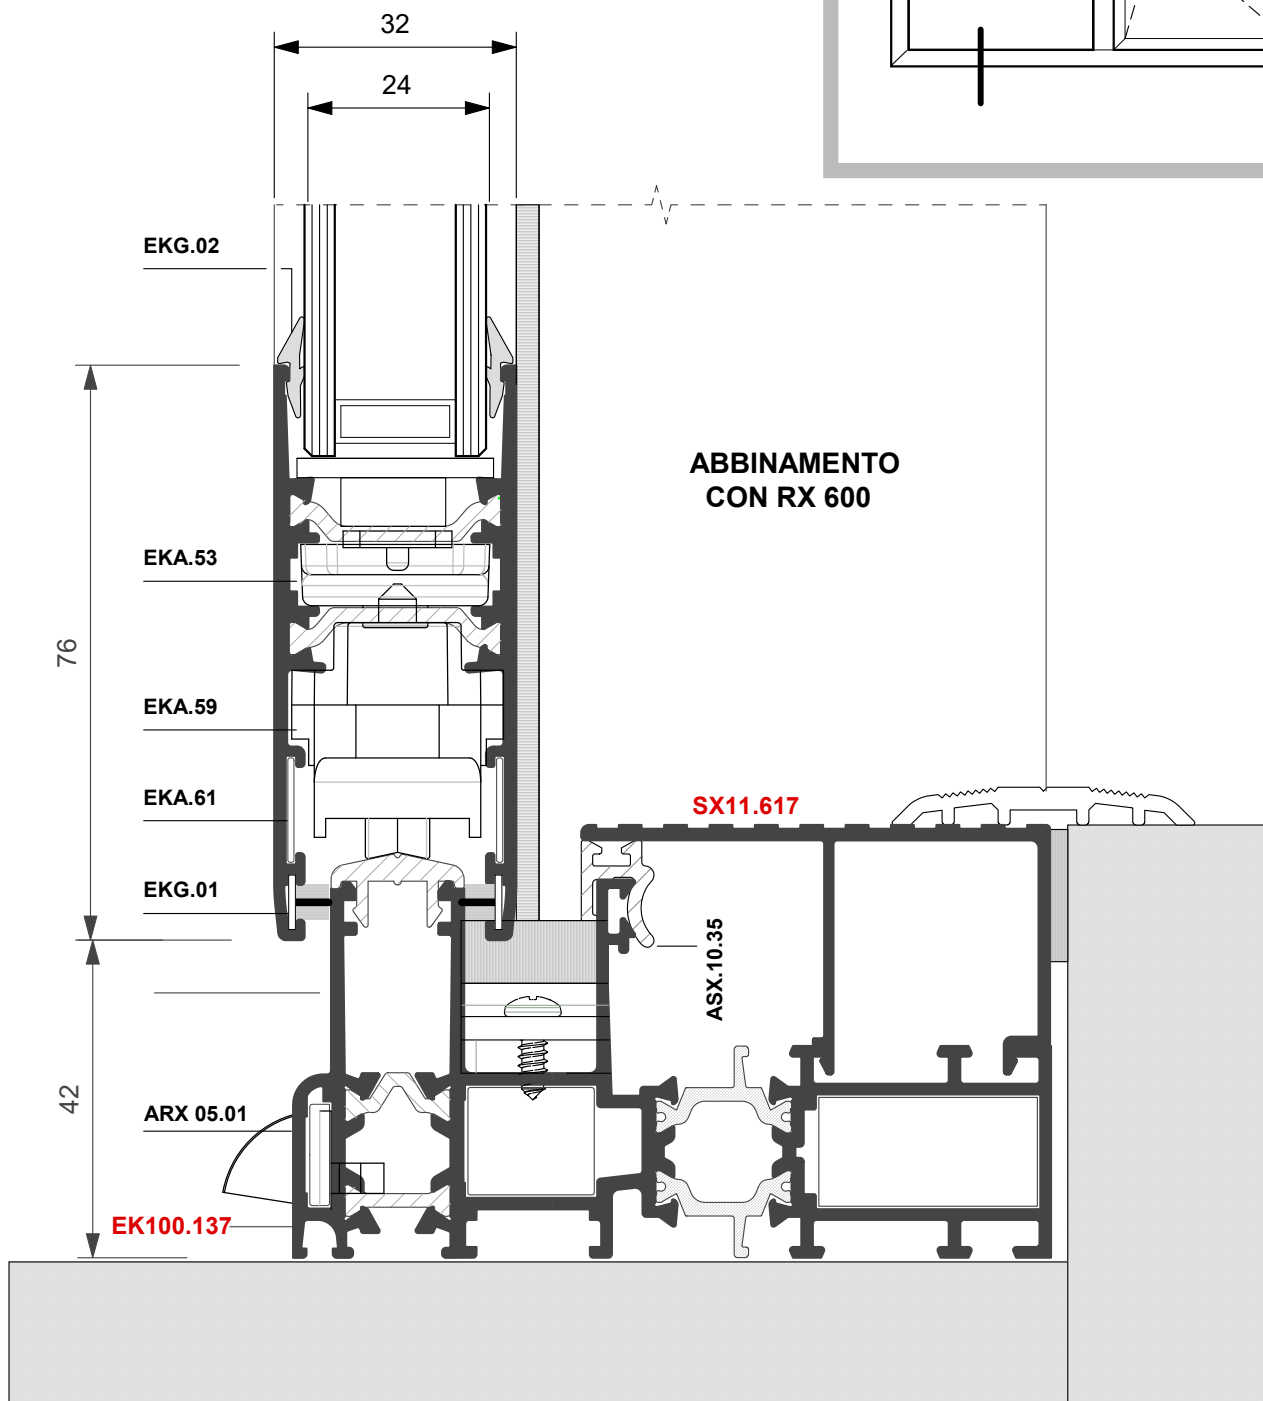 32
24
EKG.02
ABBINAMENTO
CON RX 600
EKA.53
76
EKA.59
EKA.61
SX11.617
EKG.01
ASX.10.35
42
ARX 05.01
EK100.137